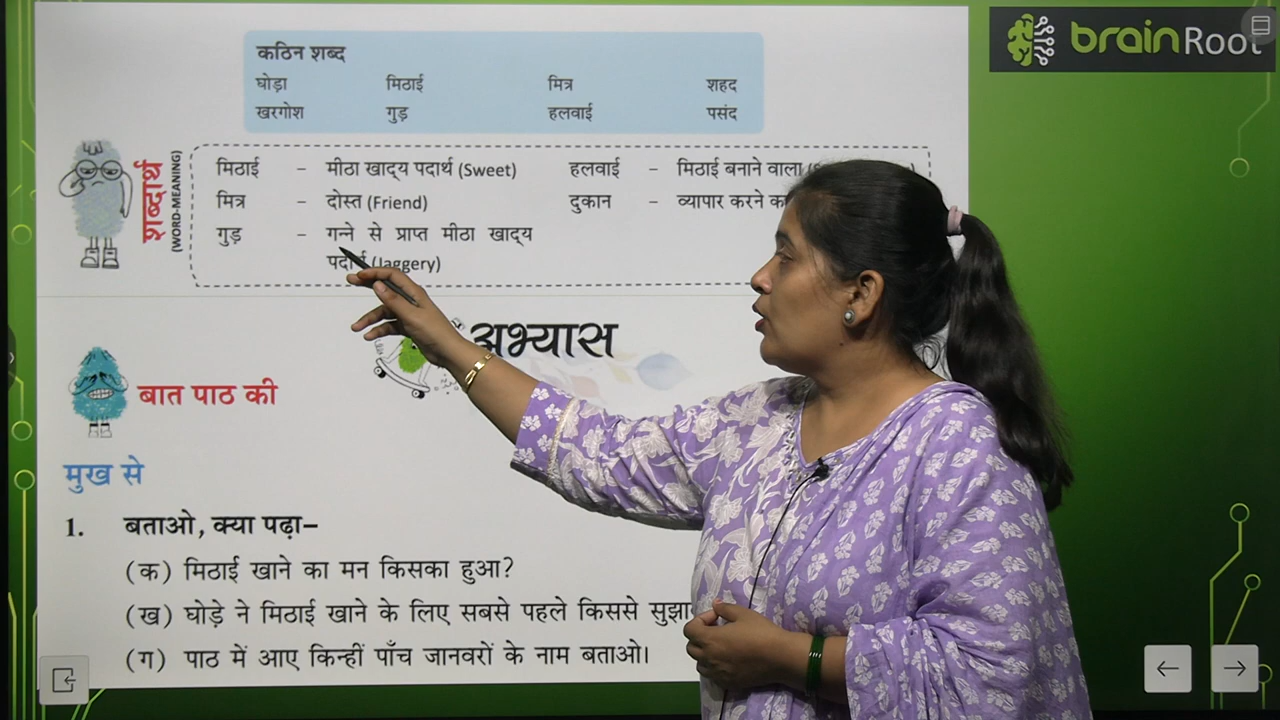 brainRoot
कठिन शब्द
घोड़ा मिठाई मित्र शहद
खरगोश गुड़ हलवाई पसंद
शब्दार्थ
(WORD-MEANING)
मिठाई – मीठा खाद्य पदार्थ (Sweet) हलवाई – मिठाई बनाने वाला
मित्र – दोस्त (Friend) दुकान – व्यापार करने
गुड़ – गन्ने से प्राप्त मीठा खाद्य
पदार्थ (Jaggery)
अभ्यास
बात पाठ की
मुख से
1. बताओ, क्या पढ़ा–
(क) मिठाई खाने का मन किसका हुआ?
(ख) घोड़े ने मिठाई खाने के लिए सबसे पहले किससे
(ग) पाठ में आए किन्हीं पाँच जानवरों के नाम बताओ।